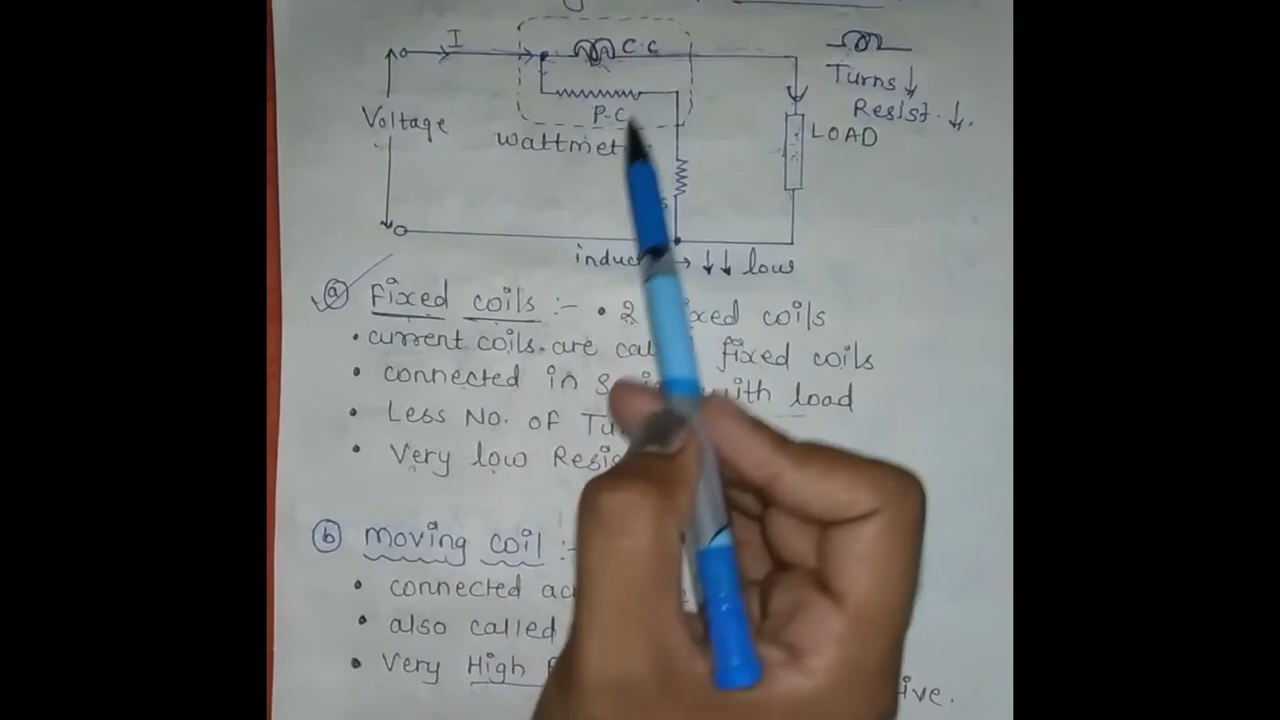 I
C.C
Turns ↓
Resist. ↓.
P-C
Voltage
LOAD
wattmet
induc → ↓↓ low
ⓐ Fixed coils :- • 2 ixed coils
• current coils are cal fixed coils
• connected in with load
• Less No. of Tu
• Very low Resis
ⓑ moving coil :-
• connected ac
• also called
• Very High ive.